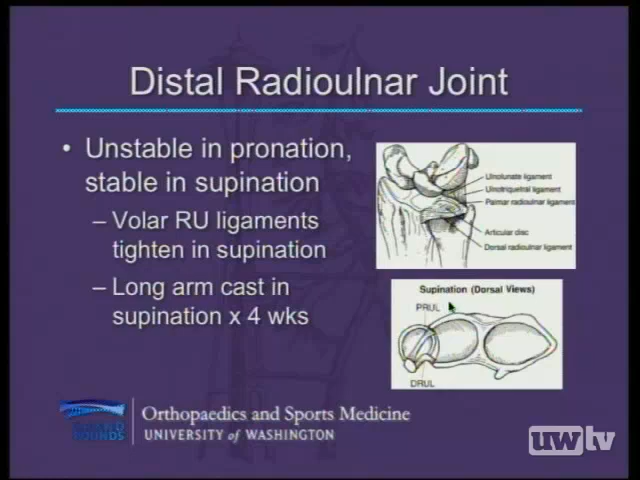 Distal Radioulnar Joint
• Unstable in pronation,
stable in supination
– Volar RU ligaments
tighten in supination
– Long arm cast in
supination x 4 wks
Ulnolunate ligament
Ulnotriquetral ligament
Palmar radioulnar ligament
Articular disc
Dorsal radioulnar ligament
Supination (Dorsal Views)
PRUL
DRUL
GRAND
ROUNDS
Orthopaedics and Sports Medicine
UNIVERSITY of WASHINGTON
uwtv